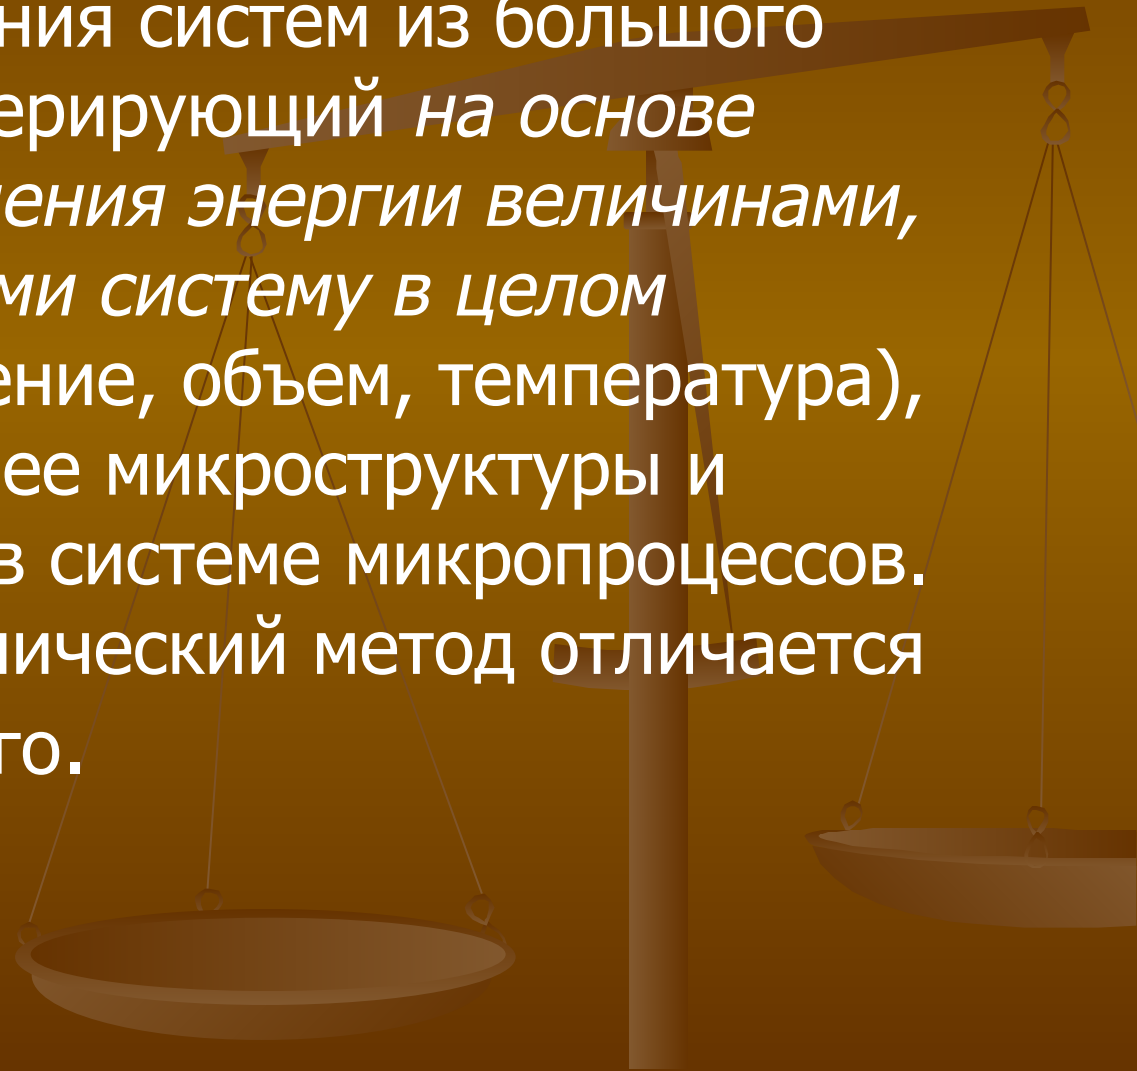 ния систем из большого
ерирующий на основе
ения энергии величинами,
ми систему в целом
ение, объем, температура),
ее микроструктуры и
в системе микропроцессов.
нический метод отличается
го.